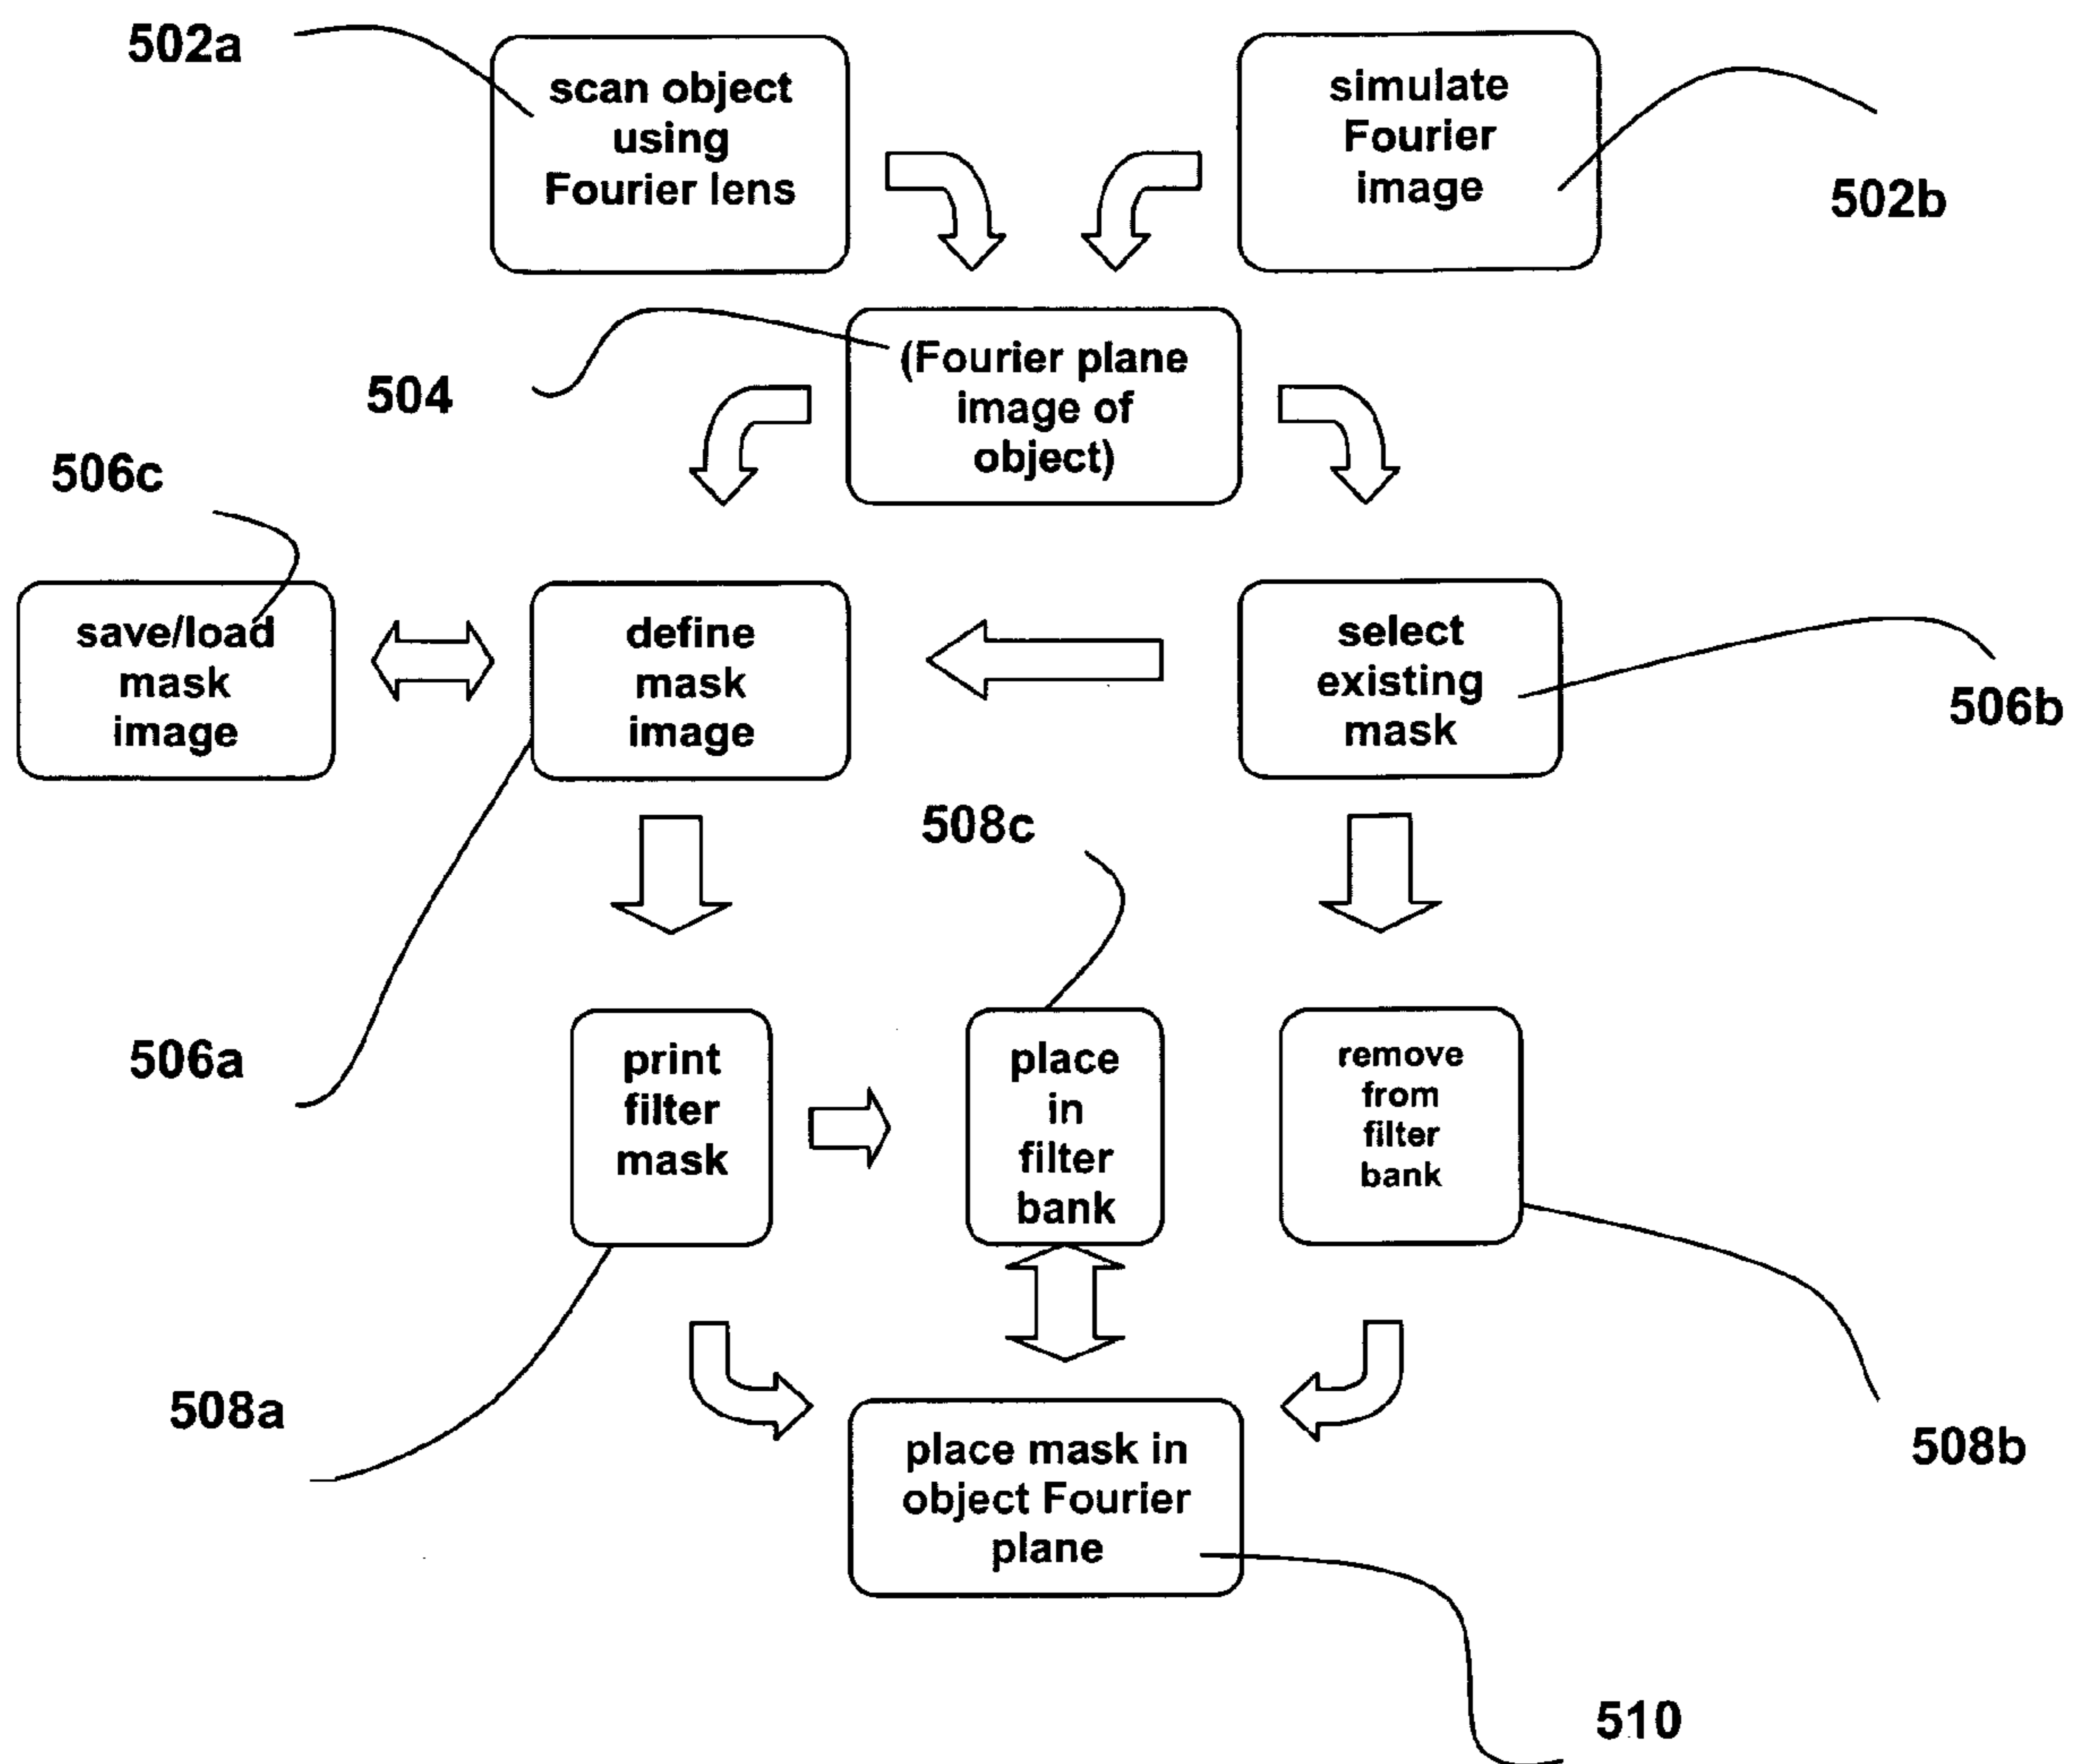 502a
scan object
using
Fourier lens
simulate
Fourier
image
502b
504
(Fourier plane
image of
object)
506c
save/load
mask
image
define
mask
image
select
existing
mask
506b
508c
506a
print
filter
mask
place
in
filter
bank
remove
from
filter
bank
508a
place mask in
object Fourier
plane
508b
510